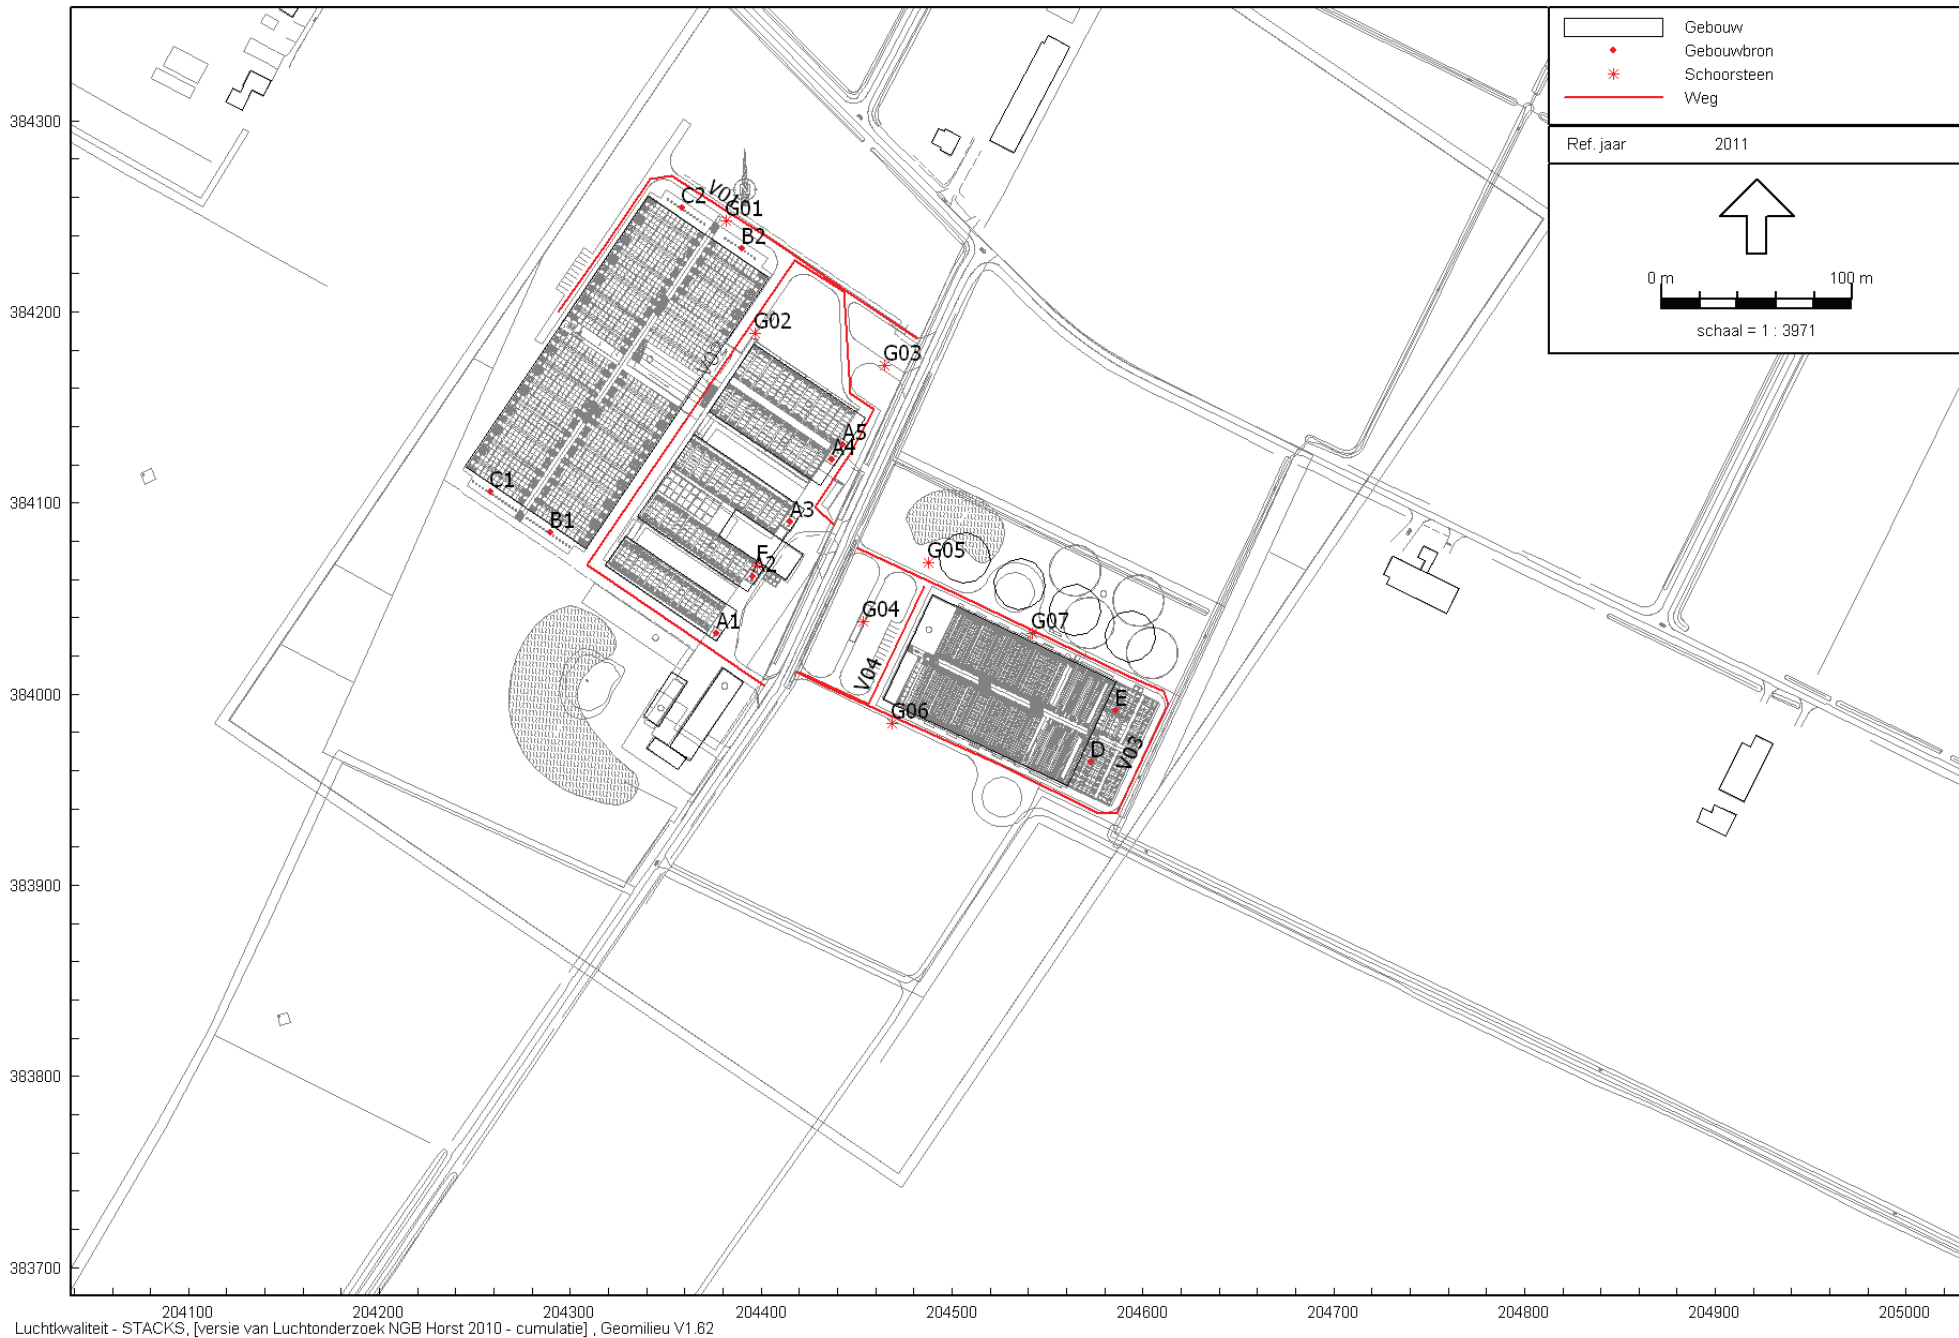 Gebouw
Gebouwbron
Schoorsteen
Weg
Ref. jaar 2011
0 m 100 m
schaal = 1 : 3971
384300
384200
384100
384000
383900
383800
383700
C2
G01
N
B2
G02
G03
A5
A4
C1
A3
B1
F
A2
A1
G05
G04
G07
V04
E
G06
D
V03
204100 204200 204300 204400 204500 204600 204700 204800 204900 205000
Luchtkwaliteit - STACKS, [versie van Luchtonderzoek NGB Horst 2010 - cumulatie] , Geomilieu V1.62